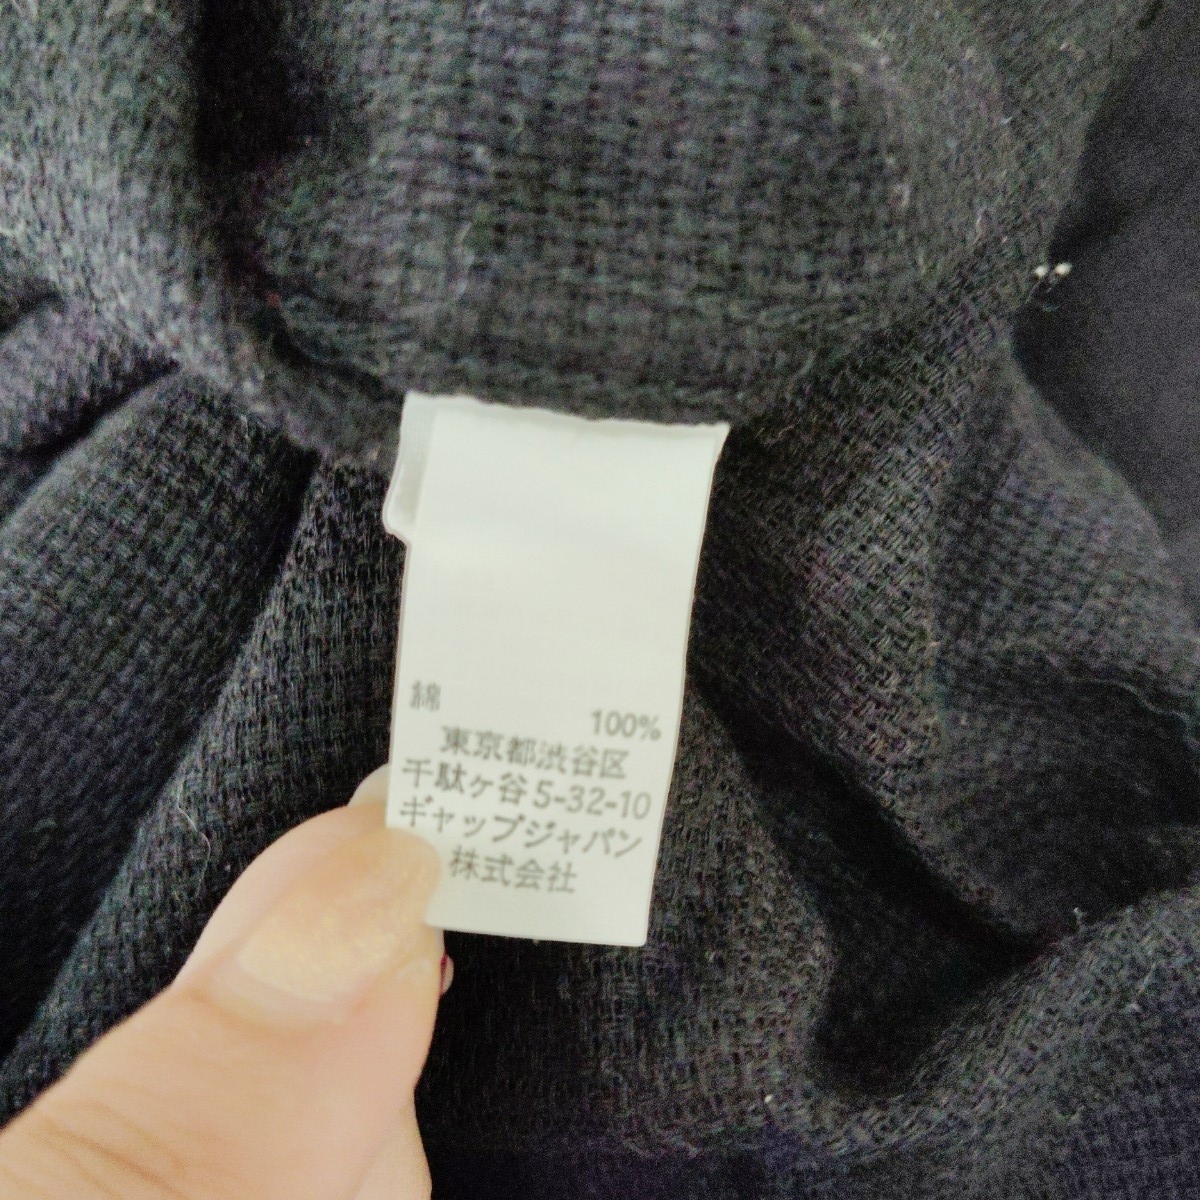 綿 100%
東京都渋谷区
千駄ヶ谷5-32-10
ギャップジャパン
株式会社